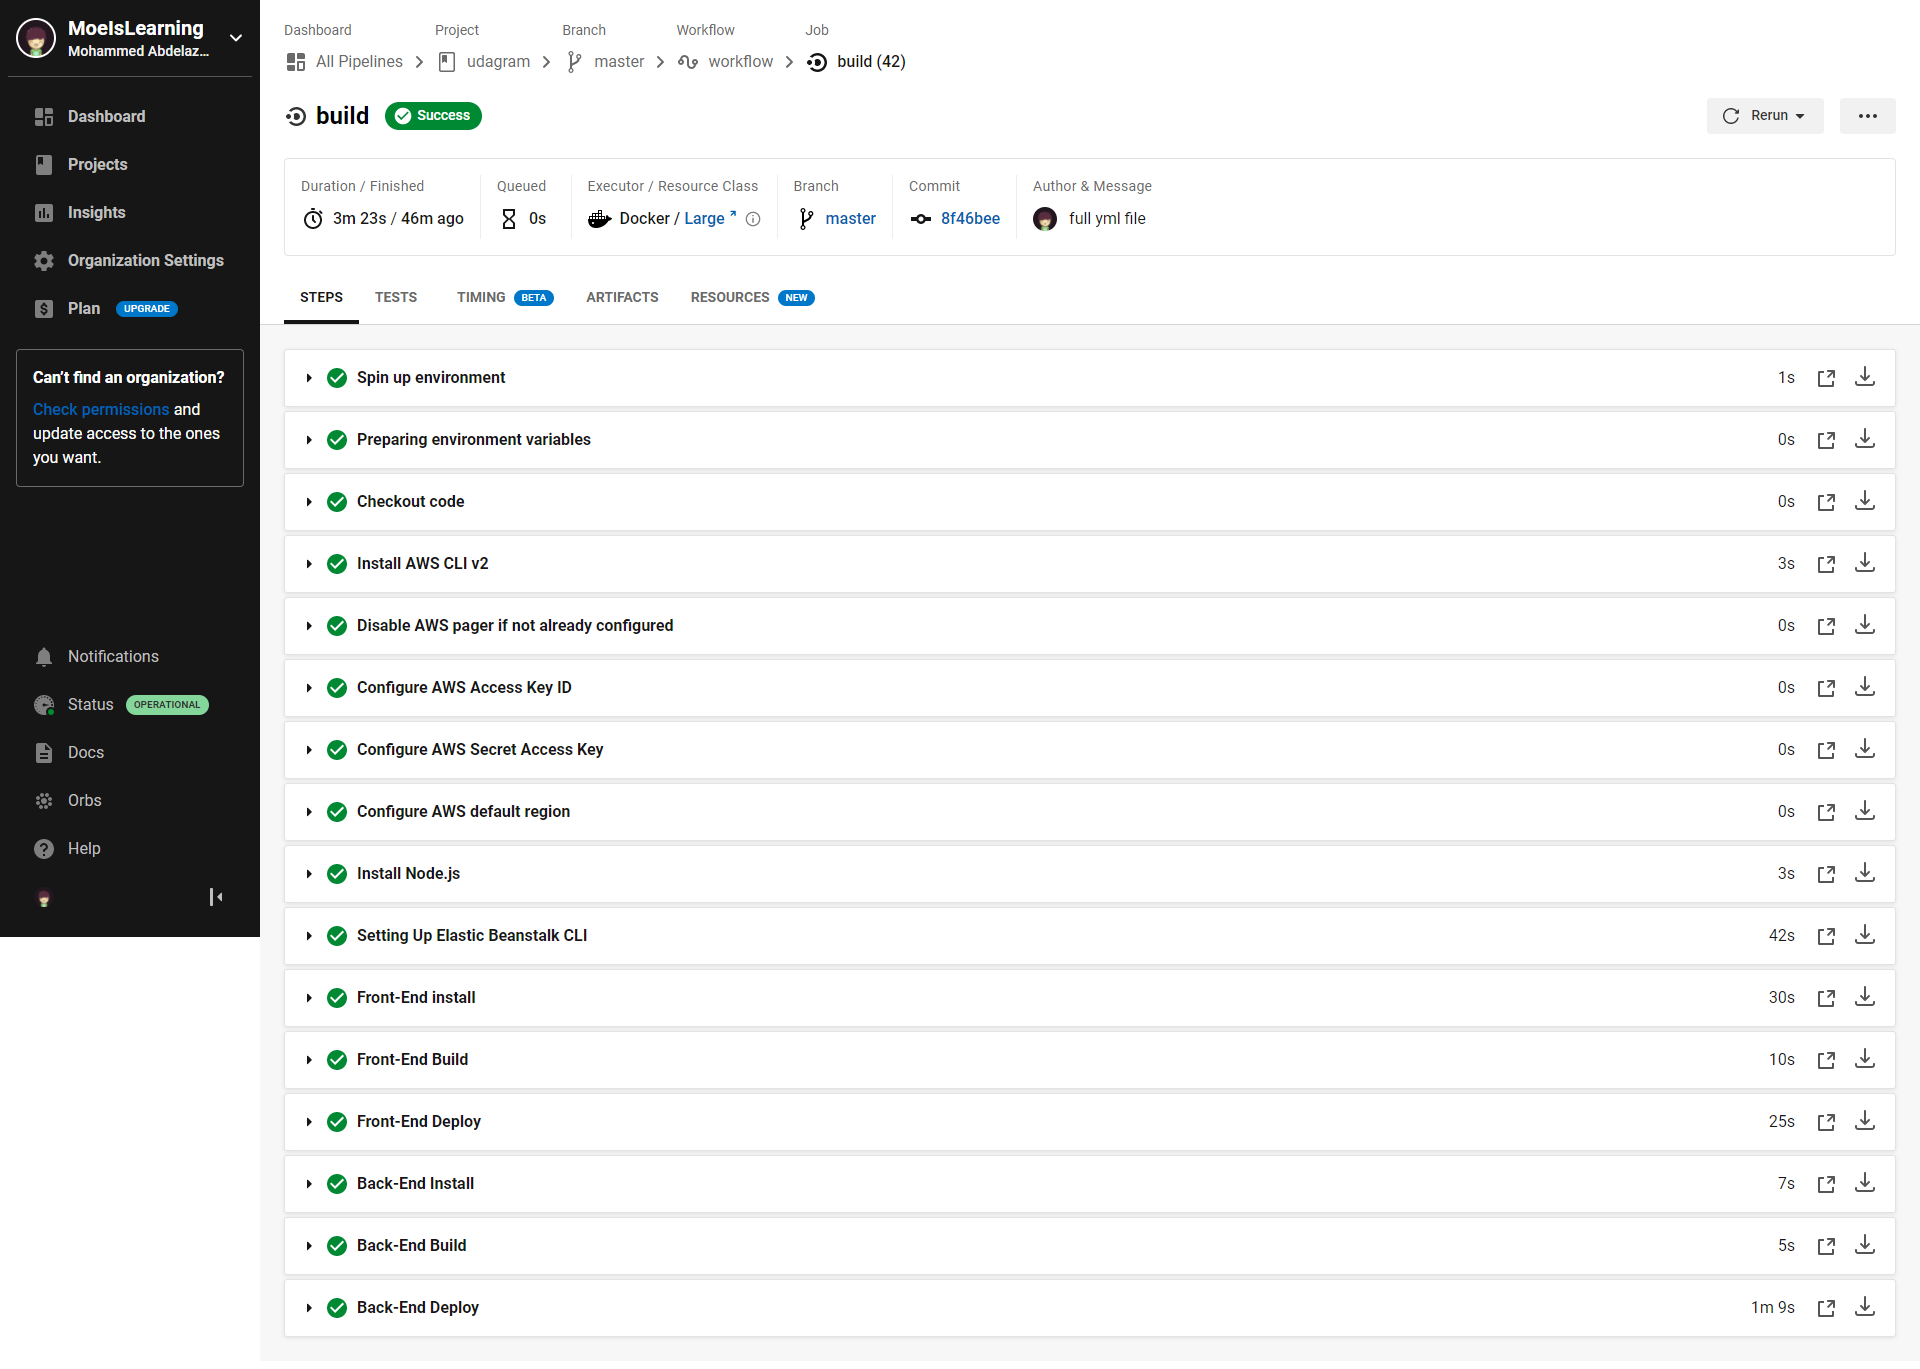 MoeIsLearning
Mohammed Abdelaz...
Dashboard
Projects
Insights
Organization Settings
Plan UPGRADE
Can't find an organization?
Check permissions and
update access to the ones
you want.
Notifications
Status OPERATIONAL
Docs
Orbs
Help
Dashboard Project Branch Workflow Job
All Pipelines udagram master workflow build (42)
build Success Rerun
Duration / Finished Queued Executor / Resource Class Branch Commit Author & Message
3m 23s / 46m ago 0s Docker / Large master 8f46bee full yml file
STEPS TESTS TIMING BETA ARTIFACTS RESOURCES NEW
Spin up environment 1s
Preparing environment variables 0s
Checkout code 0s
Install AWS CLI v2 3s
Disable AWS pager if not already configured 0s
Configure AWS Access Key ID 0s
Configure AWS Secret Access Key 0s
Configure AWS default region 0s
Install Node.js 3s
Setting Up Elastic Beanstalk CLI 42s
Front-End install 30s
Front-End Build 10s
Front-End Deploy 25s
Back-End Install 7s
Back-End Build 5s
Back-End Deploy 1m 9s